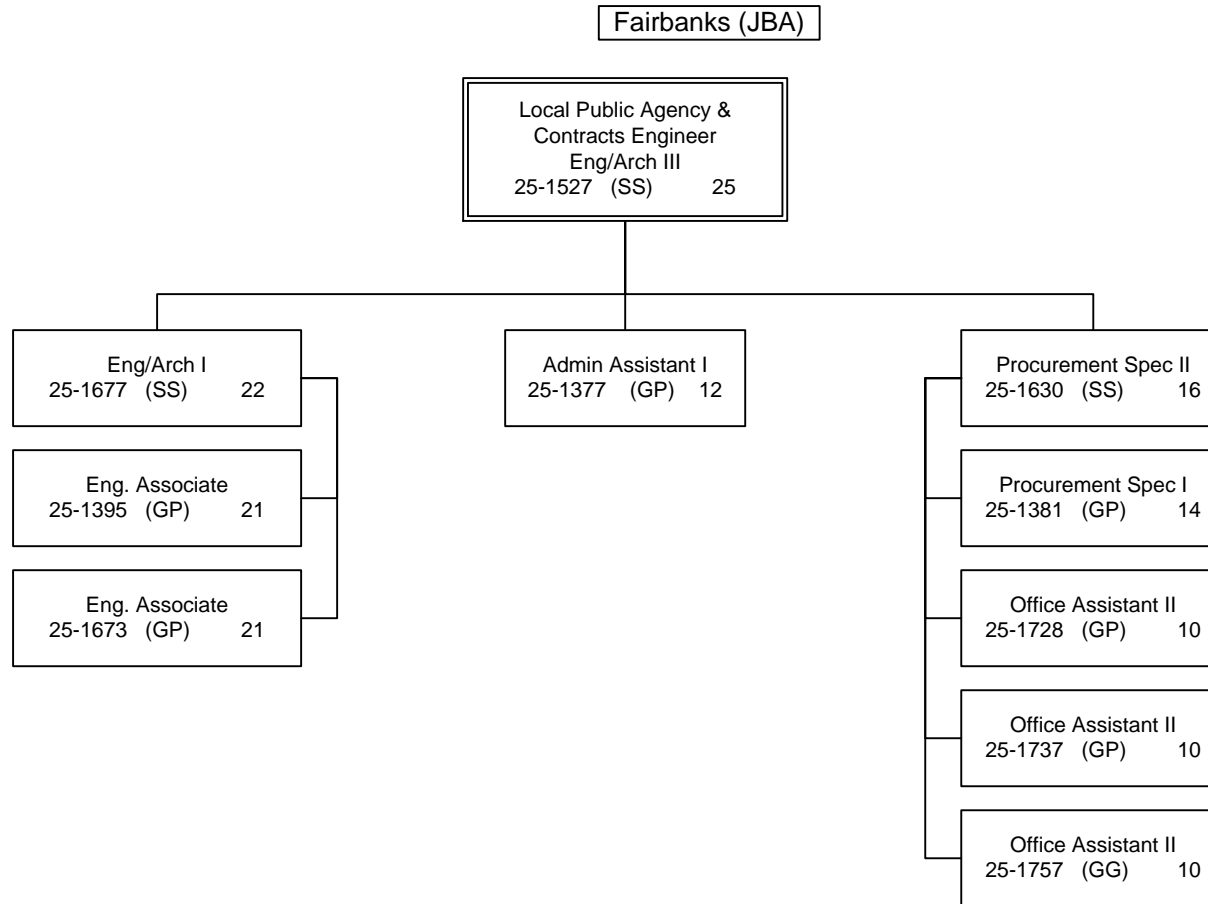 Fairbanks (JBA)
Local Public Agency &
Contracts Engineer
Eng/Arch III
25-1527 (SS) 25
Eng/Arch I
25-1677 (SS) 22
Eng. Associate
25-1395 (GP) 21
Eng. Associate
25-1673 (GP) 21
Admin Assistant I
25-1377 (GP) 12
Procurement Spec II
25-1630 (SS) 16
Procurement Spec I
25-1381 (GP) 14
Office Assistant II
25-1728 (GP) 10
Office Assistant II
25-1737 (GP) 10
Office Assistant II
25-1757 (GG) 10